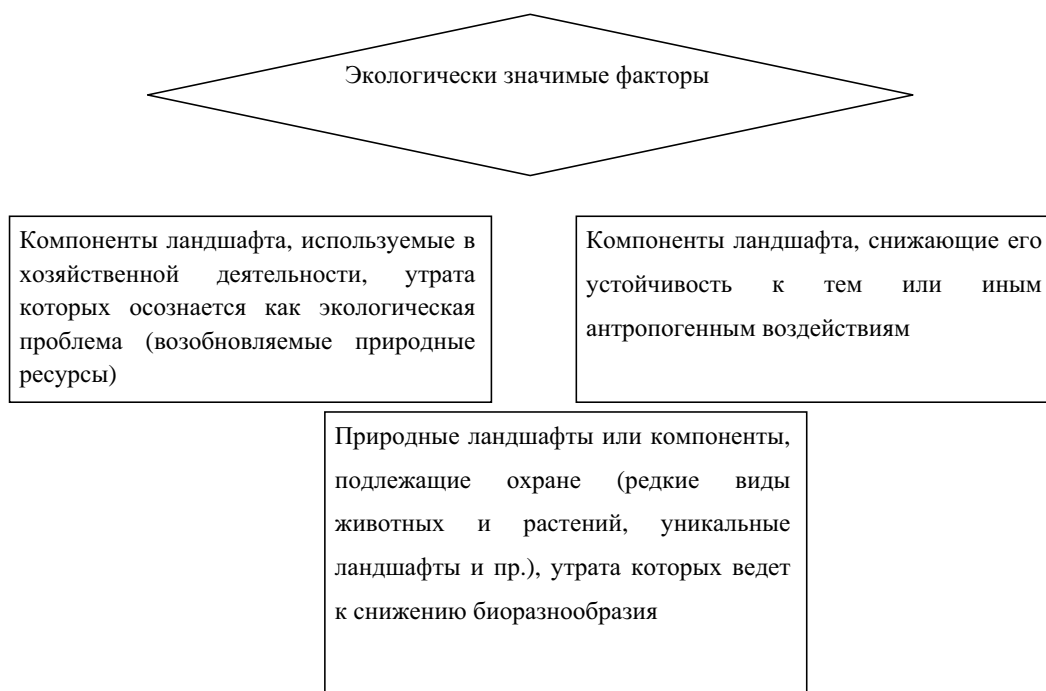 Экологически значимые факторы
Компоненты ландшафта, используемые в
хозяйственной деятельности, утрата
которых осознается как экологическая
проблема (возобновляемые природные
ресурсы)
Компоненты ландшафта, снижающие его
устойчивость к тем или иным
антропогенным воздействиям
Природные ландшафты или компоненты,
подлежащие охране (редкие виды
животных и растений, уникальные
ландшафты и пр.), утрата которых ведет
к снижению биоразнообразия